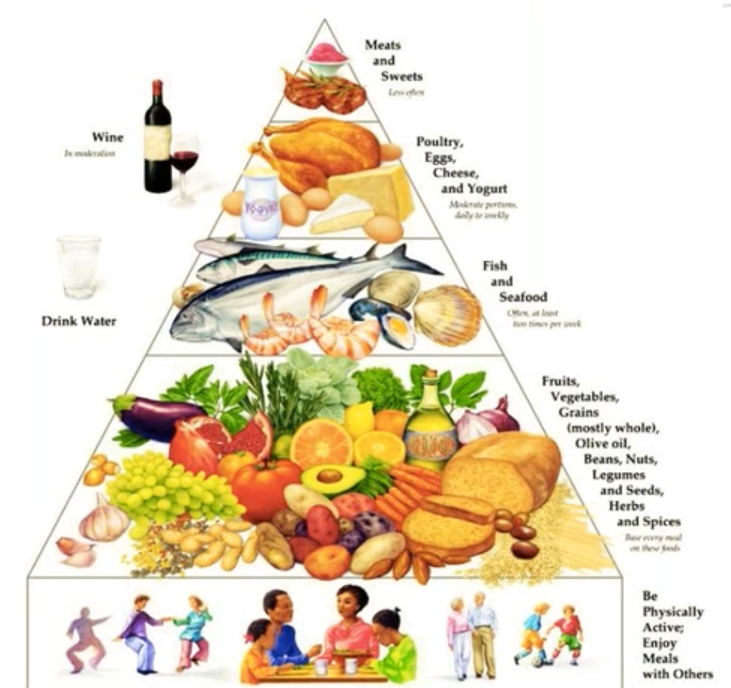 Meats
and
Sweets
Less often
Wine
In moderation
Poultry,
Eggs,
Cheese,
and Yogurt
Moderate portions,
daily to weekly
YOGURT
Fish
and
Seafood
Often, at least
two times per week
Drink Water
Fruits,
Vegetables,
Grains
(mostly whole),
Olive oil,
Beans, Nuts,
Legumes
and Seeds,
Herbs
and Spices
Base every meal
on these foods
Be
Physically
Active;
Enjoy
Meals
with Others